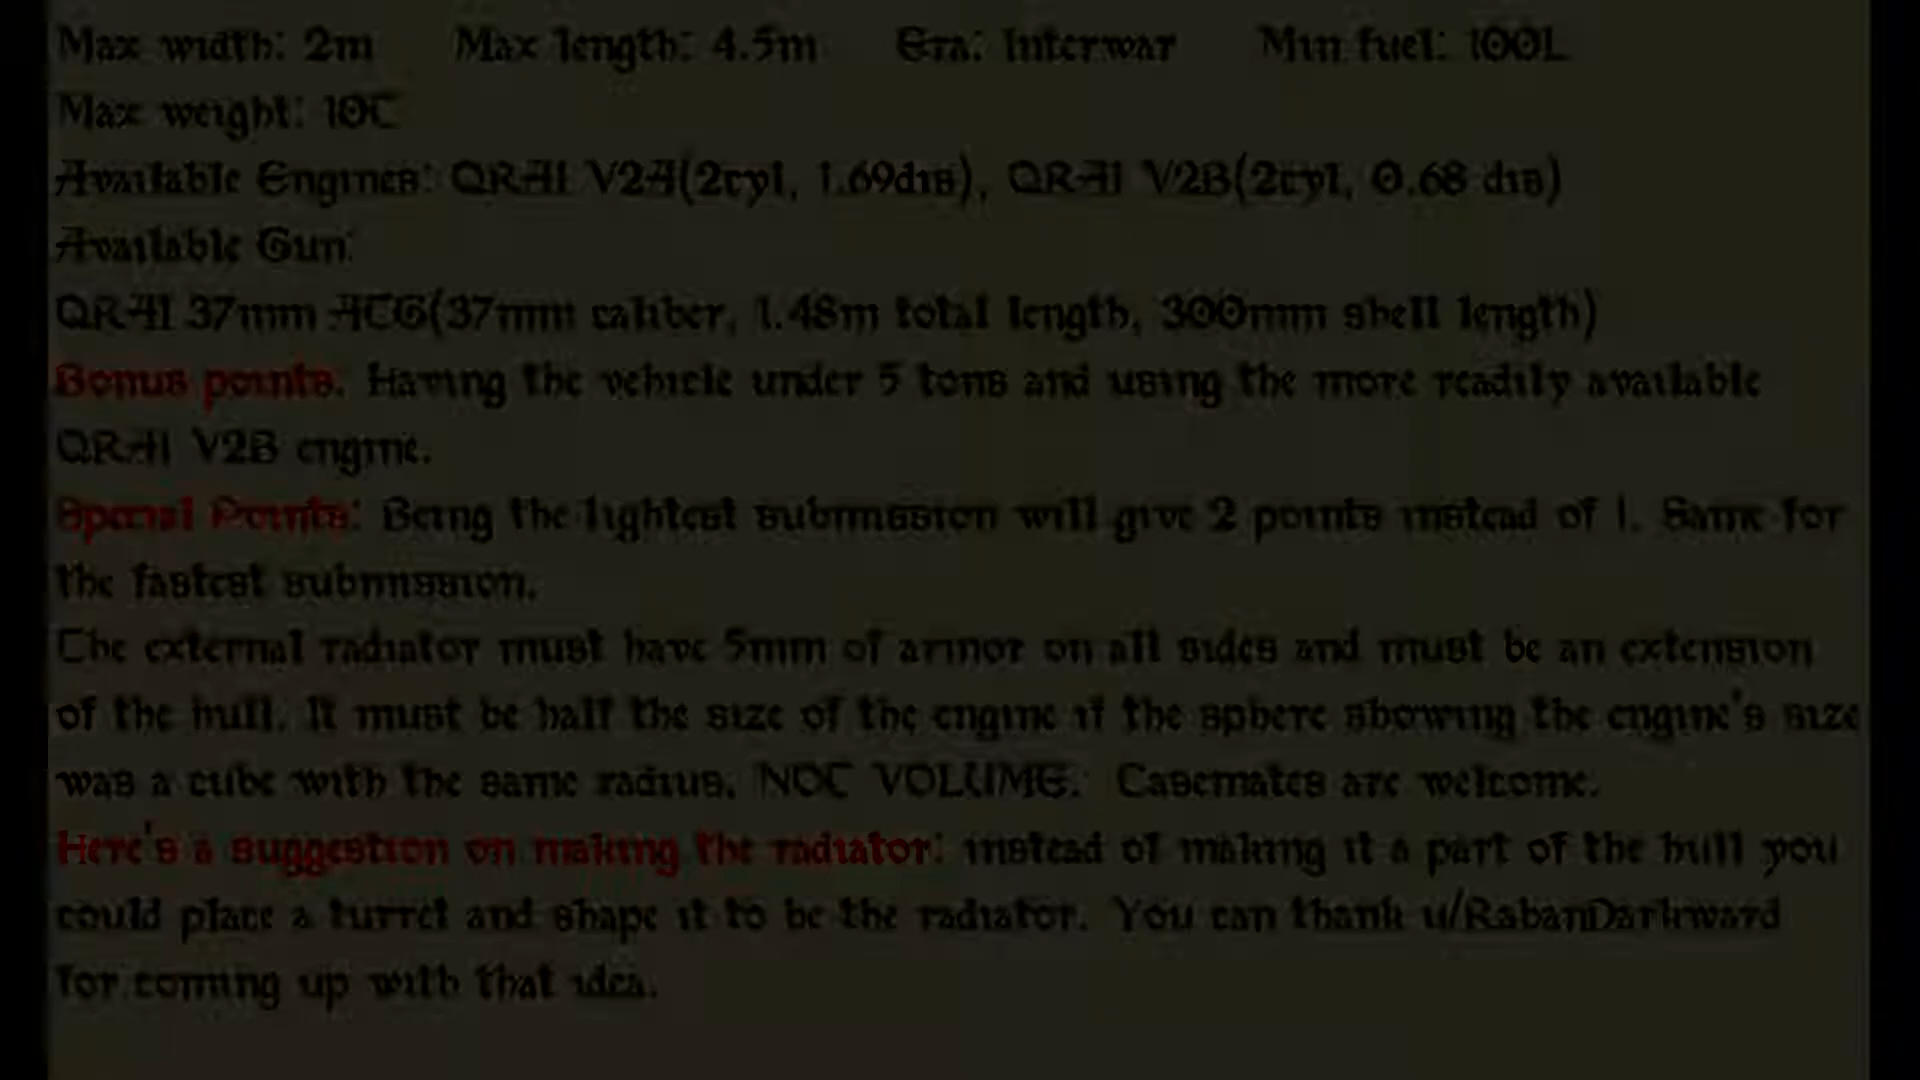 Max width: 2m Max length: 4.5m Era: Interwar Min fuel: 100L
Max weight: 10T
Available Engines: QRAI V2A(2cyl, 1.69dis), QRAI V2B(2cyl, 0.68 dis)
Available Gun:
QRAI 37mm ATG(37mm caliber, 1.48m total length, 300mm shell length)
Bonus points: Having the vehicle under 5 tons and using the more readily available
QRAI V2B engine.
Special Points: Being the lightest submission will give 2 points instead of 1. Same for
the fastest submission.
The external radiator must have 5mm of armor on all sides and must be an extension
of the hull. It must be half the size of the engine if the sphere showing the engine's size
was a cube with the same radius, NOT VOLUME. Casemates are welcome.
Here's a suggestion on making the radiator: instead of making it a part of the hull you
could place a turret and shape it to be the radiator. You can thank u/RabanDarkward
for coming up with that idea.